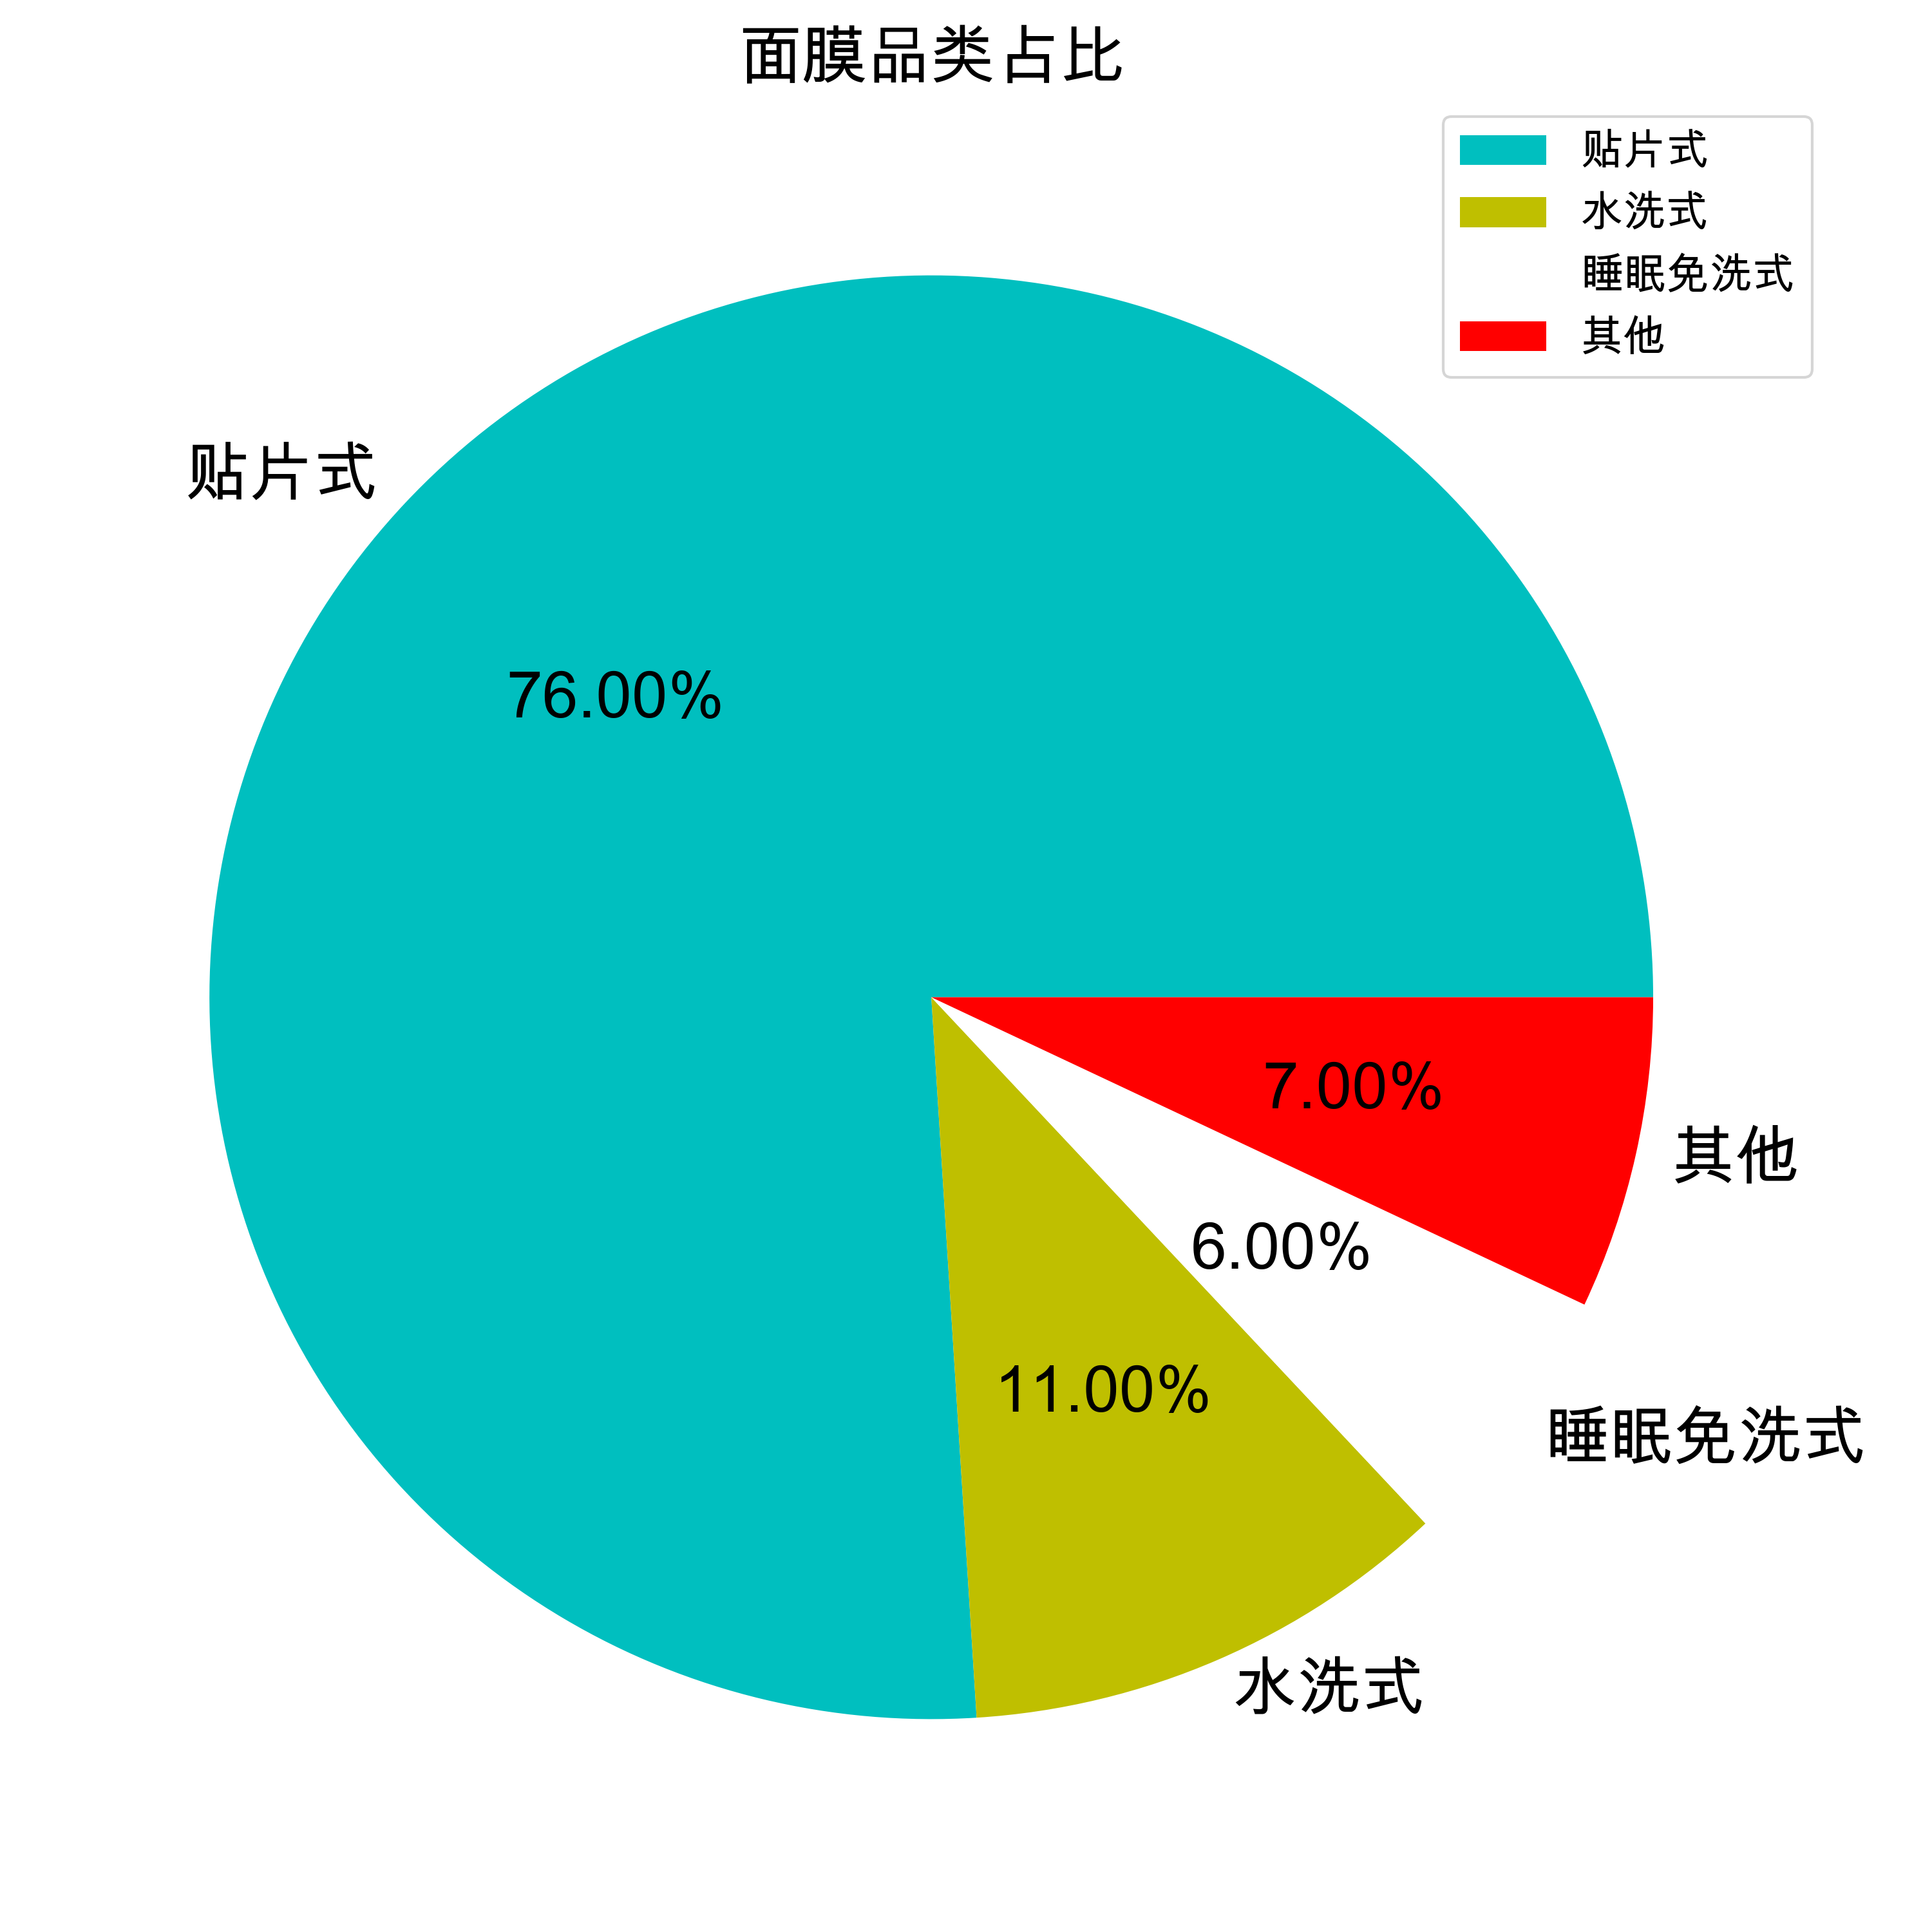 面膜品类占比
贴片式
水洗式
睡眠免洗式
其他
贴片式
76.00%
7.00%
其他
6.00%
11.00%
睡眠免洗式
水洗式